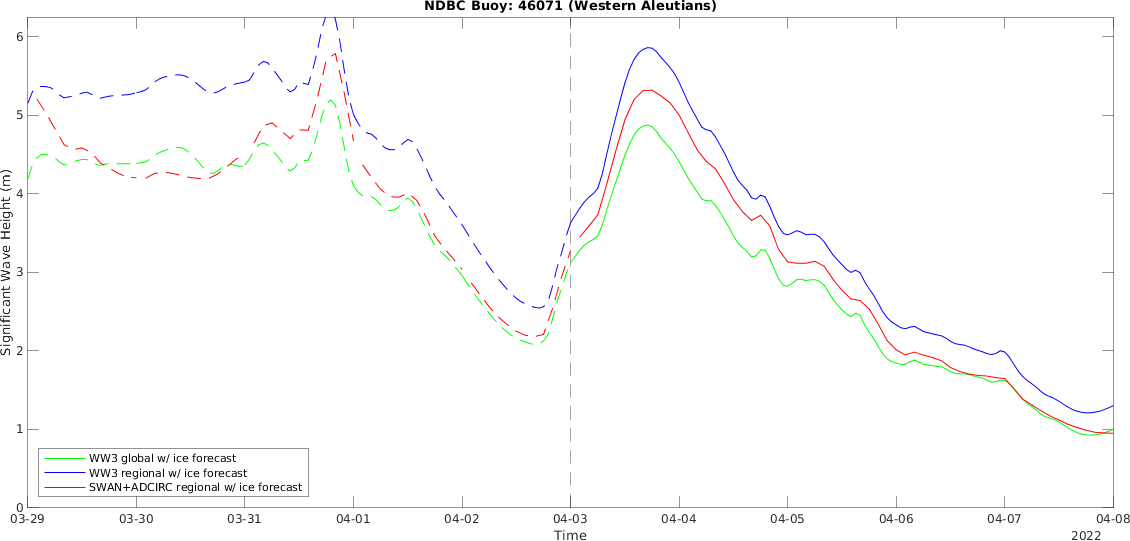 NDBC Buoy: 46071 (Western Aleutians)
Significant Wave Height (m)
6
5
4
3
2
1
0
WW3 global w/ ice forecast
WW3 regional w/ ice forecast
SWAN+ADCIRC regional w/ ice forecast
03-29 03-30 03-31 04-01 04-02 04-03 04-04 04-05 04-06 04-07 04-08
Time
2022